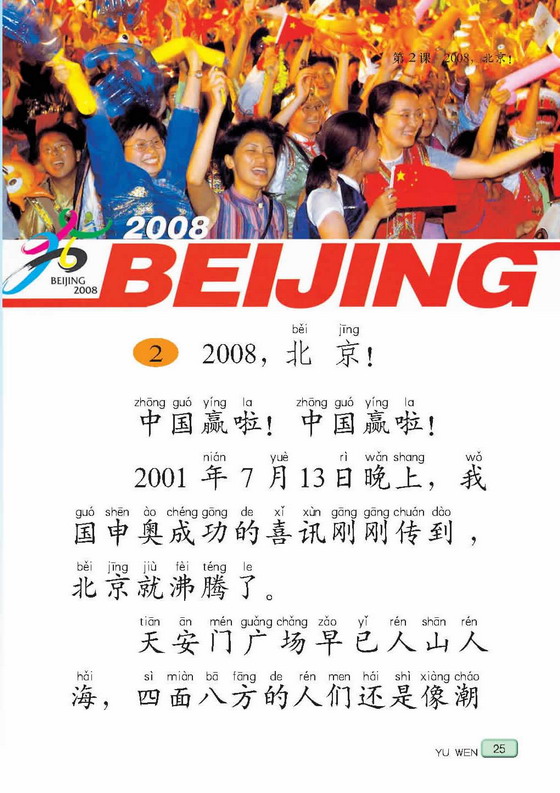 第2课 2008，北京！
2008
BEIJING
BEIJING
2008
běi jīng
2 2008，北京！
zhōng guó yíng la zhōng guó yíng la
中国赢啦！中国赢啦！
nián yuè rì wǎn shang wǒ
2001年7月13日晚上，我
guó shēn ào chéng gōng de xǐ xùn gāng gāng chuán dào
国申奥成功的喜讯刚刚传到，
běi jīng jiù fèi téng le
北京就沸腾了。
tiān ān mén guǎng chǎng zǎo yǐ rén shān rén
天安门广场早已人山人
hǎi sì miàn bā fāng de rén men hái shì xiàng cháo
海，四面八方的人们还是像潮
YU WEN 25